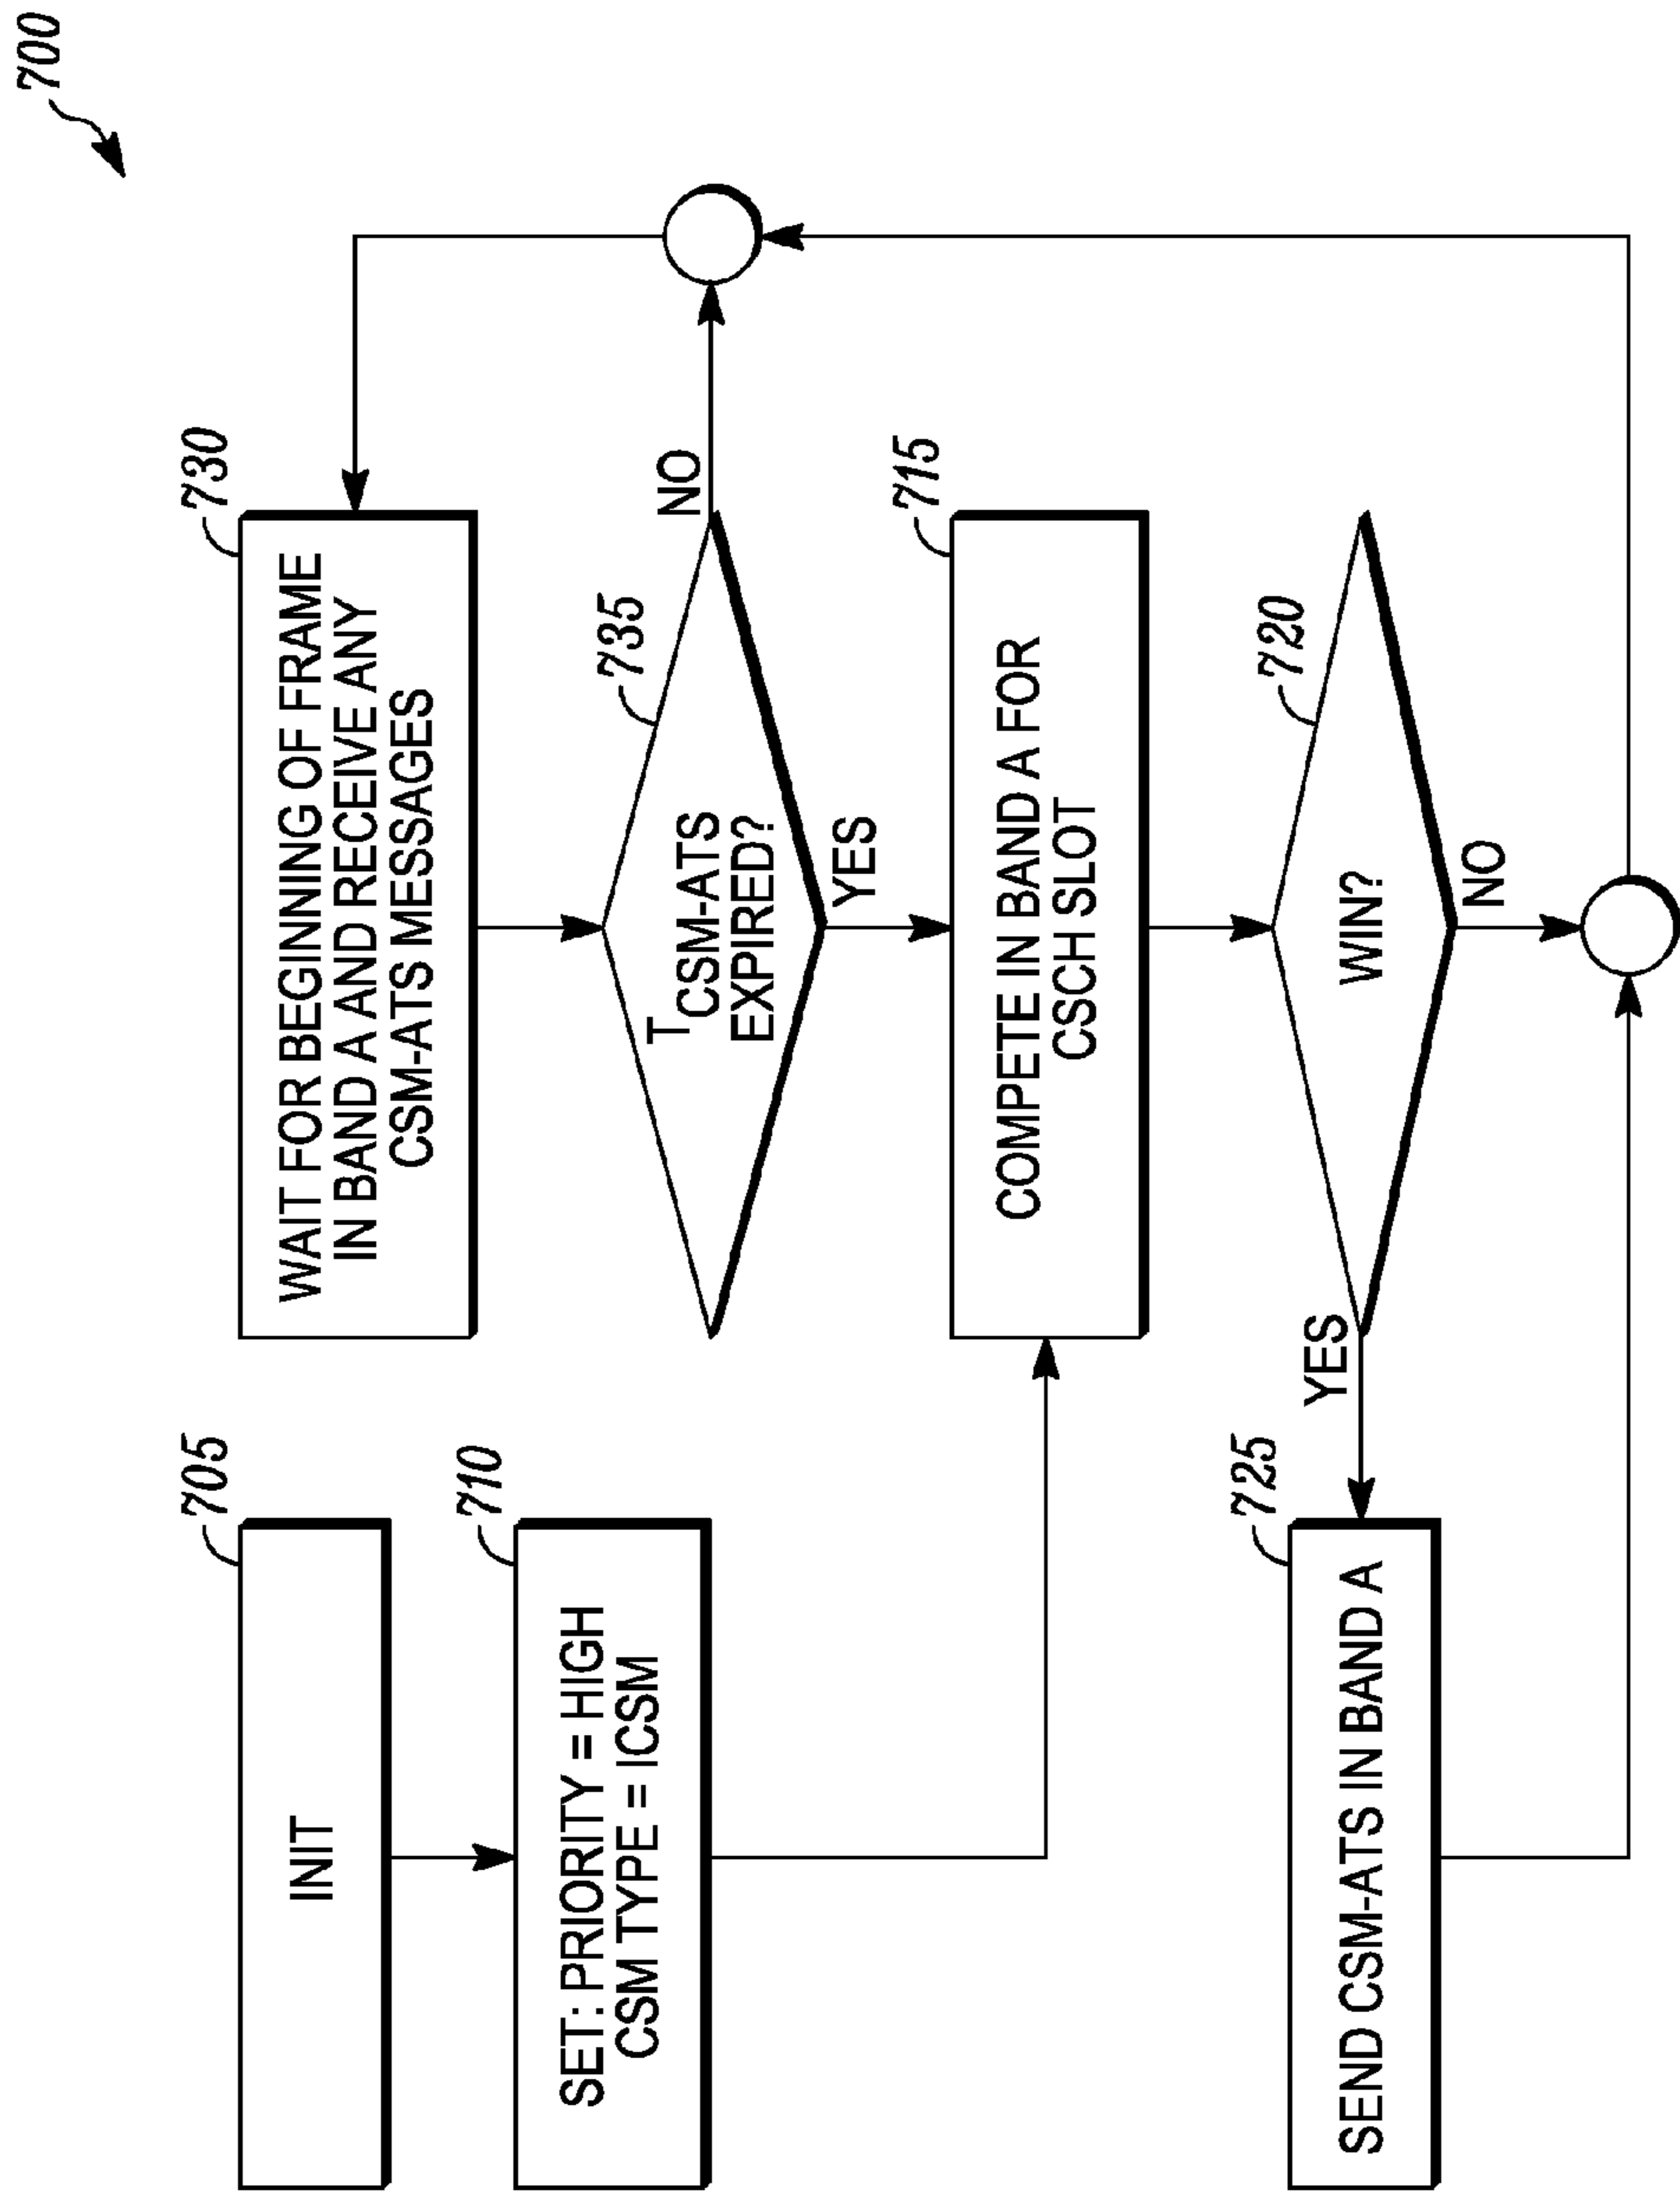 700
705
INIT
710
SET: PRIORITY = HIGH
CSM TYPE = ICSM
730
WAIT FOR BEGINNING OF FRAME
IN BAND A AND RECEIVE ANY
CSM-ATS MESSAGES
735
T CSM-ATS
EXPIRED?
NO
YES
715
COMPETE IN BAND A FOR
CSCH SLOT
720
WIN?
YES
NO
725
SEND CSM-ATS IN BAND A